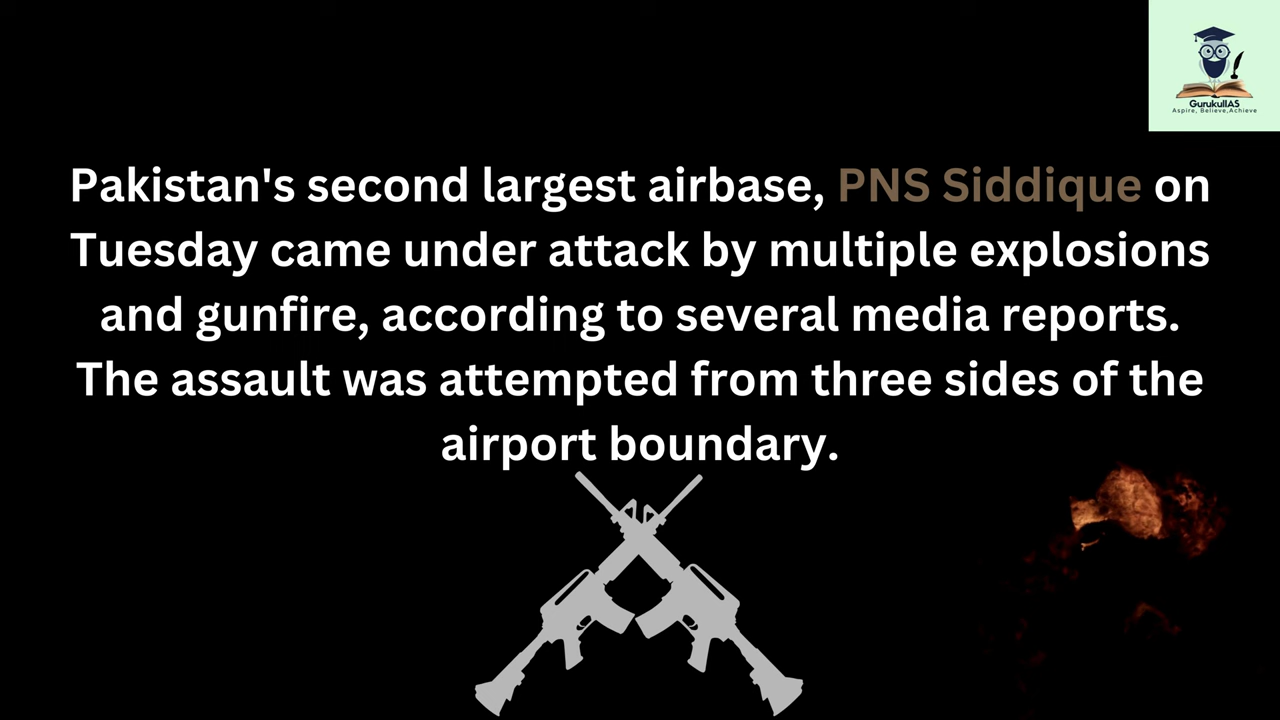 GurukulIAS
Aspire, Believe,Achieve
Pakistan's second largest airbase, PNS Siddique on
Tuesday came under attack by multiple explosions
and gunfire, according to several media reports.
The assault was attempted from three sides of the
airport boundary.